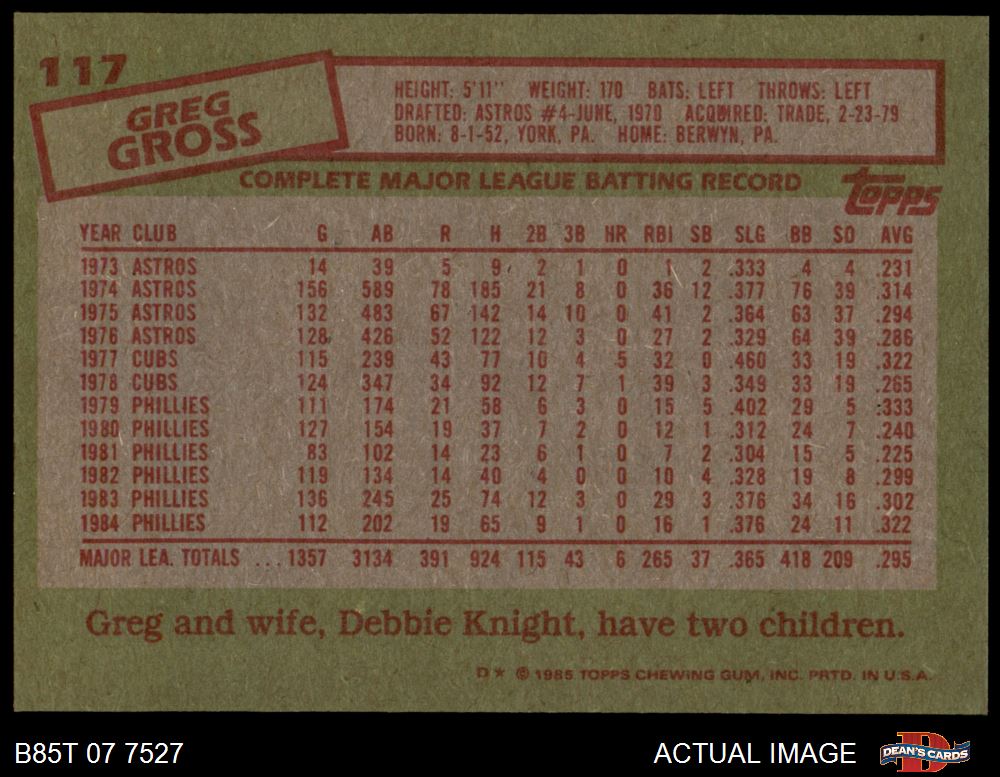 117
GREG
GROSS
HEIGHT: 5'11" WEIGHT: 170 BATS: LEFT THROWS: LEFT
DRAFTED: ASTROS #4-JUNE, 1970 ACQUIRED: TRADE, 2-23-79
BORN: 8-1-52, YORK, PA. HOME: BERWYN, PA.
COMPLETE MAJOR LEAGUE BATTING RECORD
TOPPS
YEAR CLUB G AB R H 2B 3B HR RBI SB SLG BB SO AVG
1973 ASTROS 14 39 5 9 2 1 0 1 2 .333 4 4 .231
1974 ASTROS 156 589 78 185 21 8 0 36 12 .377 76 39 .314
1975 ASTROS 132 483 67 142 14 10 0 41 2 .364 63 37 .294
1976 ASTROS 128 426 52 122 12 3 0 27 2 .329 64 39 .286
1977 CUBS 115 239 43 77 10 4 5 32 0 .460 33 19 .322
1978 CUBS 124 347 34 92 12 7 1 39 3 .349 33 19 .265
1979 PHILLIES 111 174 21 58 6 3 0 15 5 .402 29 5 .333
1980 PHILLIES 127 154 19 37 7 2 0 12 1 .312 24 7 .240
1981 PHILLIES 83 102 14 23 6 1 0 7 2 .304 15 5 .225
1982 PHILLIES 119 134 14 40 4 0 0 10 4 .328 19 8 .299
1983 PHILLIES 136 245 25 74 12 3 0 29 3 .376 34 16 .302
1984 PHILLIES 112 202 19 65 9 1 0 16 1 .376 24 11 .322
MAJOR LEA. TOTALS ... 1357 3134 391 924 115 43 6 265 37 .365 418 209 .295
Greg and wife, Debbie Knight, have two children.
D* © 1985 TOPPS CHEWING GUM, INC. PRTD. IN U.S.A.
B85T 07 7527
ACTUAL IMAGE
DEAN'S CARDS